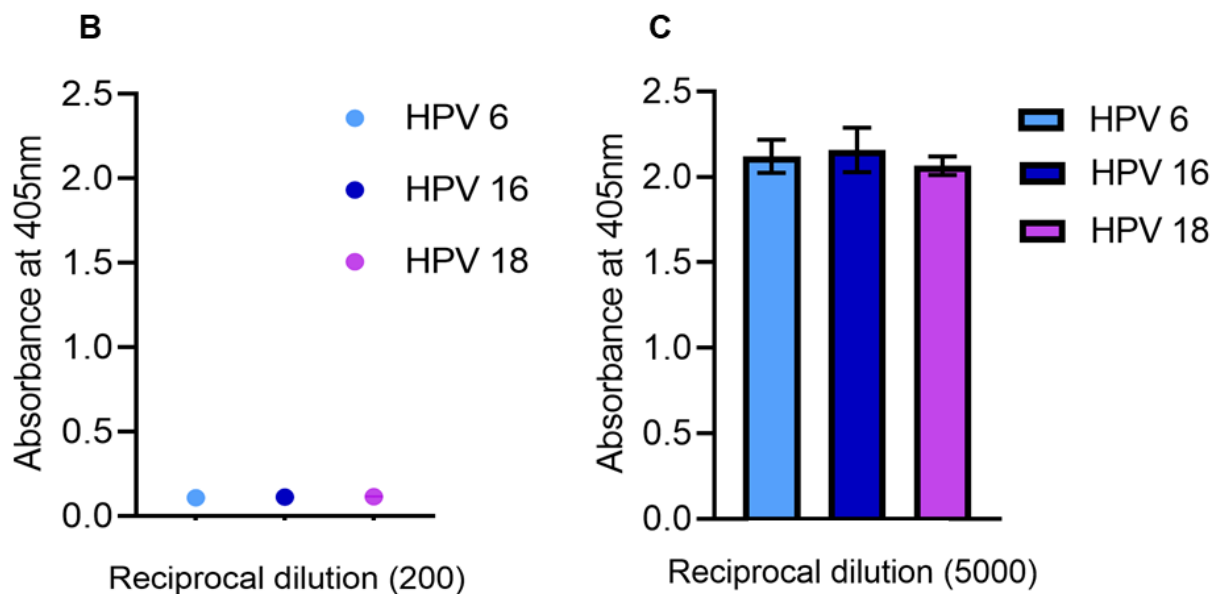 B
Absorbance at 405nm
2.5
2.0
1.5
1.0
0.5
0.0
HPV 6
HPV 16
HPV 18
Reciprocal dilution (200)
C
Absorbance at 405nm
2.5
2.0
1.5
1.0
0.5
0.0
HPV 6
HPV 16
HPV 18
Reciprocal dilution (5000)